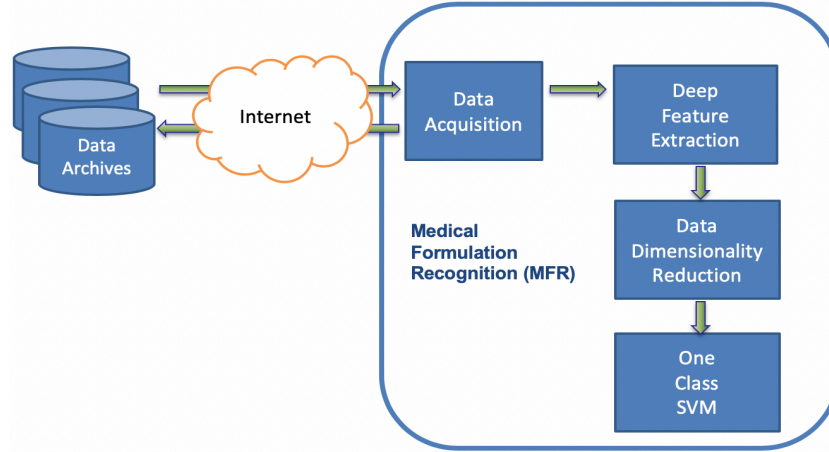 Data
Archives
Internet
Data
Acquisition
Deep
Feature
Extraction
Medical
Formulation
Recognition (MFR)
Data
Dimensionality
Reduction
One
Class
SVM